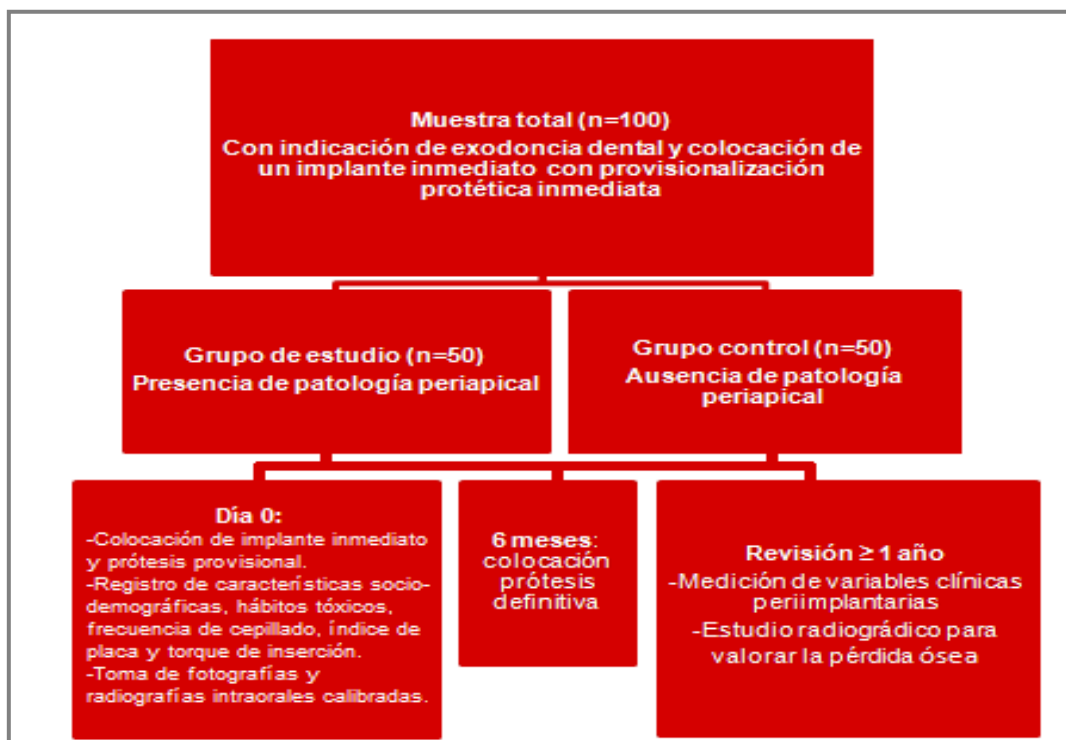 Muestra total (n=100)
Con indicación de exodoncia dental y colocación de
un implante inmediato con provisionalización
protética inmediata
Grupo de estudio (n=50)
Presencia de patología periapical
Grupo control (n=50)
Ausencia de patología
periapical
Día 0:
-Colocación de implante inmediato
y prótesis provisional.
-Registro de características socio-
demográficas, hábitos tóxicos,
frecuencia de cepillado, índice de
placa y torque de inserción.
-Toma de fotografías y
radiografías intraorales calibradas.
6 meses:
colocación
prótesis
definitiva
Revisión ≥ 1 año
-Medición de variables clínicas
periimplantarias
-Estudio radiográdico para
valorar la pérdida ósea